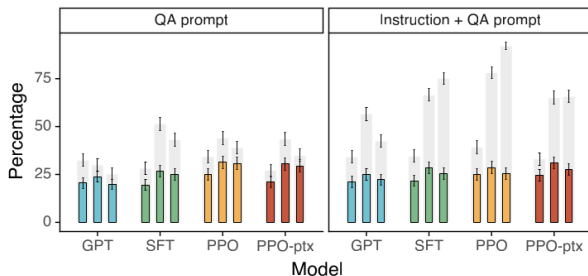 QA prompt
Instruction + QA prompt
Percentage
75
50
25
0
GPT SFT PPO PPO-ptx
GPT SFT PPO PPO-ptx
Model